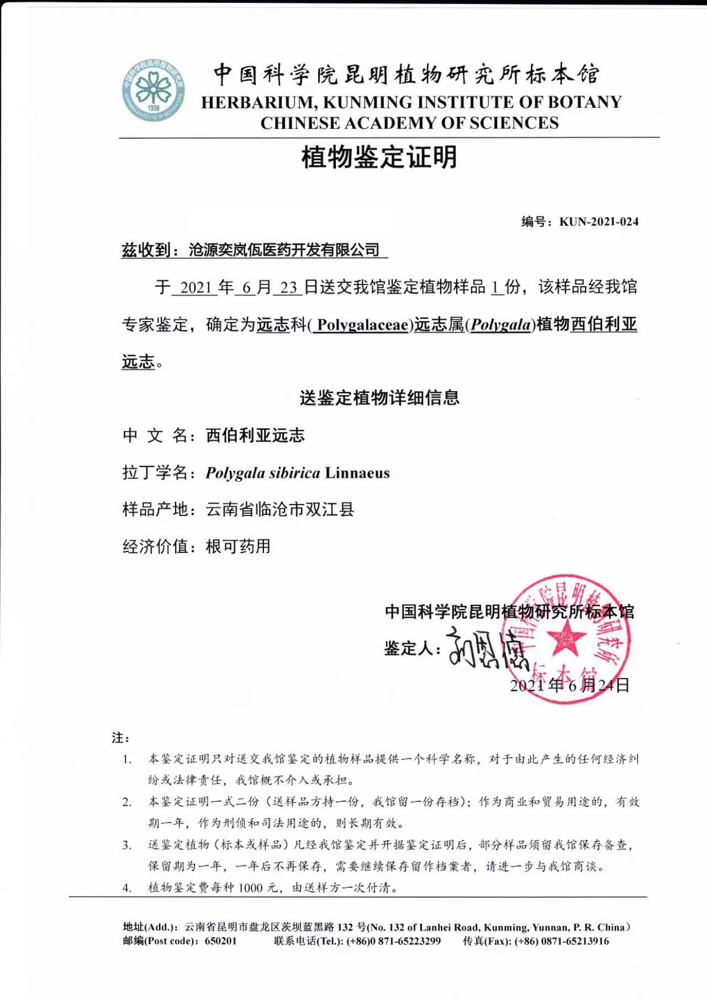 中国科学院昆明植物研究所
1938
KUNMING INSTITUTE OF BOTANY CAS
中国科学院昆明植物研究所标本馆
HERBARIUM, KUNMING INSTITUTE OF BOTANY
CHINESE ACADEMY OF SCIENCES
植物鉴定证明
编号：KUN-2021-024
兹收到：沧源奕岚佤医药开发有限公司
于 2021 年 6 月 23 日送交我馆鉴定植物样品 1 份，该样品经我馆
专家鉴定，确定为远志科( Polygalaceae)远志属(Polygala)植物西伯利亚
远志。
送鉴定植物详细信息
中 文 名：西伯利亚远志
拉丁学名：Polygala sibirica Linnaeus
样品产地：云南省临沧市双江县
经济价值：根可药用
中国科学院昆明植物研究所标本馆
鉴定人：刘恩德
2021 年 6 月24日
中国科学院昆明植物研究所
标本馆
注：
1. 本鉴定证明只对送交我馆鉴定的植物样品提供一个科学名称，对于由此产生的任何经济纠
纷或法律责任，我馆概不介入或承担。
2. 本鉴定证明一式二份（送样品方持一份，我馆留一份存档）；作为商业和贸易用途的，有效
期一年，作为刑侦和司法用途的，则长期有效。
3. 送鉴定植物（标本或样品）凡经我馆鉴定并开据鉴定证明后，部分样品须留我馆保存备查，
保留期为一年，一年后不再保存，需要继续保存留作档案者，请进一步与我馆商谈。
4. 植物鉴定费每种 1000 元，由送样方一次付清。
地址(Add.)：云南省昆明市盘龙区茨坝蓝黑路 132 号(No. 132 of Lanhei Road, Kunming, Yunnan, P. R. China）
邮编(Post code)：650201 联系电话(Tel.): (+86)0 871-65223299 传真(Fax): (+86) 0871-65213916